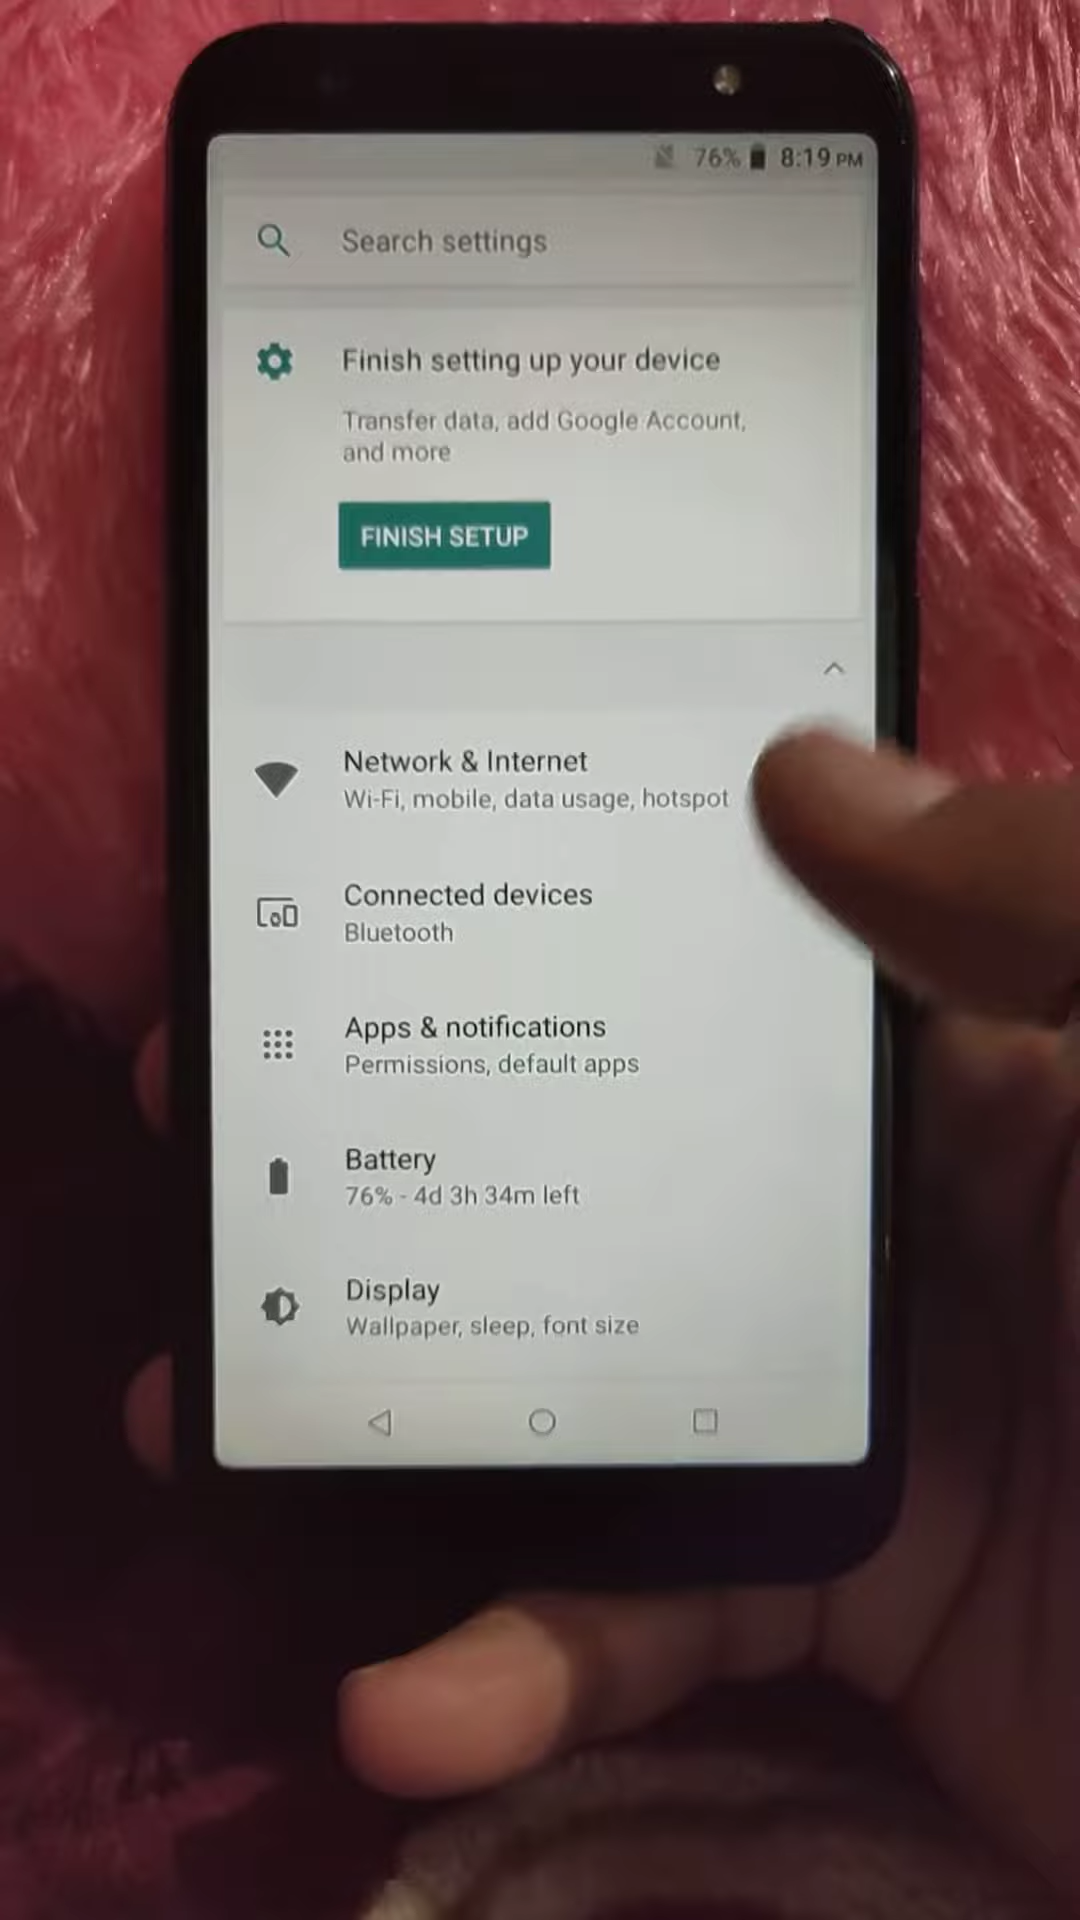 76% 8:19 PM
Search settings
Finish setting up your device
Transfer data, add Google Account,
and more
FINISH SETUP
Network & Internet
Wi-Fi, mobile, data usage, hotspot
Connected devices
Bluetooth
Apps & notifications
Permissions, default apps
Battery
76% - 4d 3h 34m left
Display
Wallpaper, sleep, font size